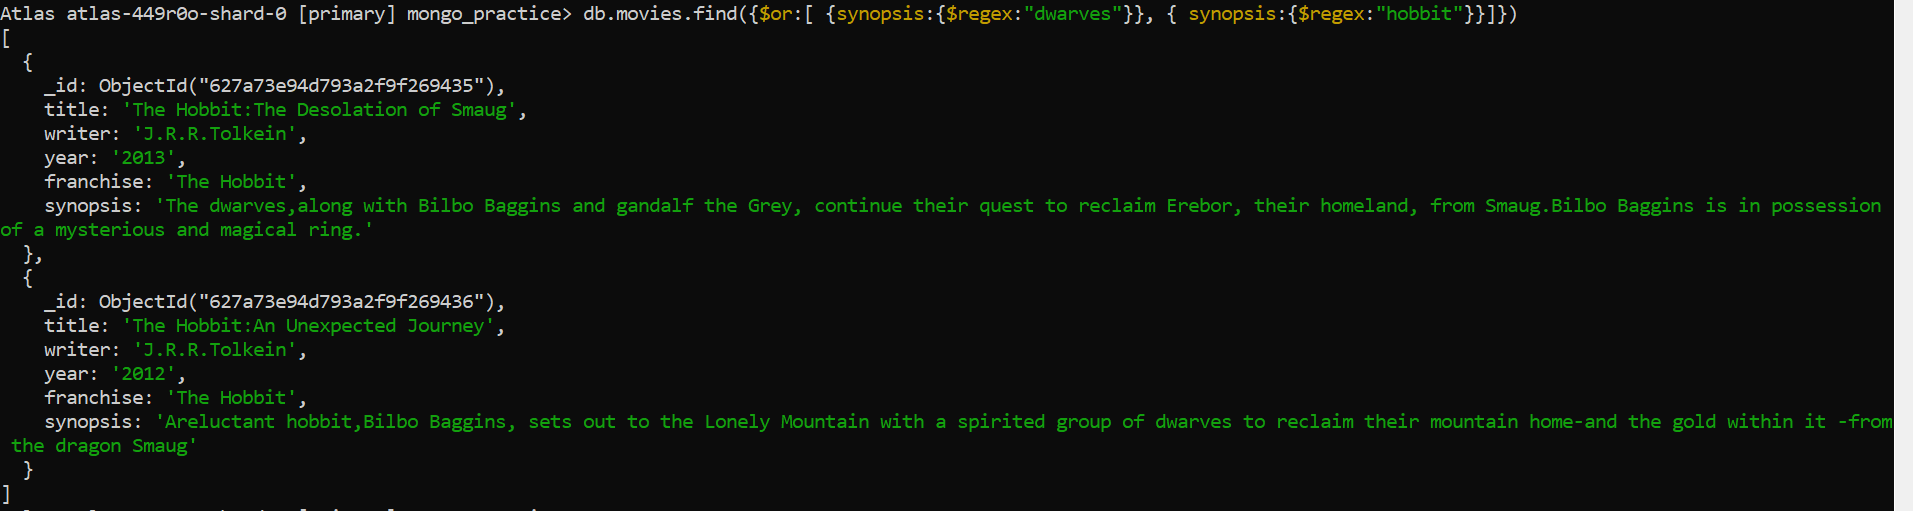 Atlas atlas-449r0o-shard-0 [primary] mongo_practice> db.movies.find({$or:[ {synopsis:{$regex:"dwarves"}}, { synopsis:{$regex:"hobbit"}}]})
[
  {
    _id: ObjectId("627a73e94d793a2f9f269435"),
    title: 'The Hobbit:The Desolation of Smaug',
    writer: 'J.R.R.Tolkein',
    year: '2013',
    franchise: 'The Hobbit',
    synopsis: 'The dwarves,along with Bilbo Baggins and gandalf the Grey, continue their quest to reclaim Erebor, their homeland, from Smaug.Bilbo Baggins is in possession
of a mysterious and magical ring.'
  },
  {
    _id: ObjectId("627a73e94d793a2f9f269436"),
    title: 'The Hobbit:An Unexpected Journey',
    writer: 'J.R.R.Tolkein',
    year: '2012',
    franchise: 'The Hobbit',
    synopsis: 'Areluctant hobbit,Bilbo Baggins, sets out to the Lonely Mountain with a spirited group of dwarves to reclaim their mountain home-and the gold within it -from
 the dragon Smaug'
  }
]